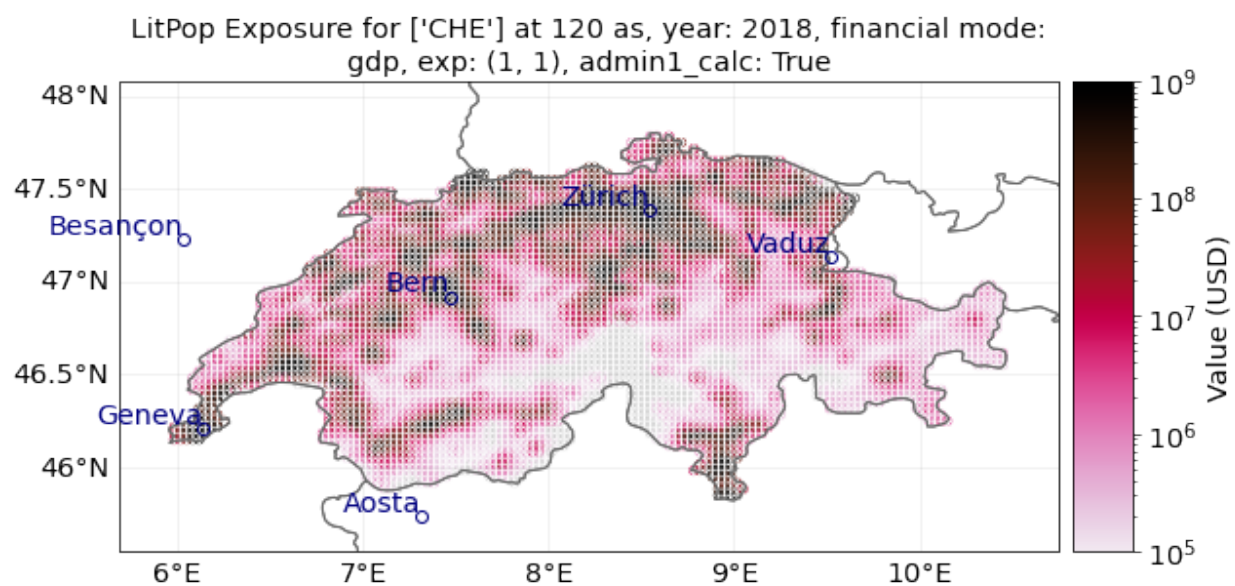 LitPop Exposure for ['CHE'] at 120 as, year: 2018, financial mode:
gdp, exp: (1, 1), admin1_calc: True
48°N
47.5°N
47°N
46.5°N
46°N
6°E
7°E
8°E
9°E
10°E
Besançon
Zürich
Vaduz
Bern
Geneva
Aosta
10⁹
10⁸
10⁷
10⁶
10⁵
Value (USD)